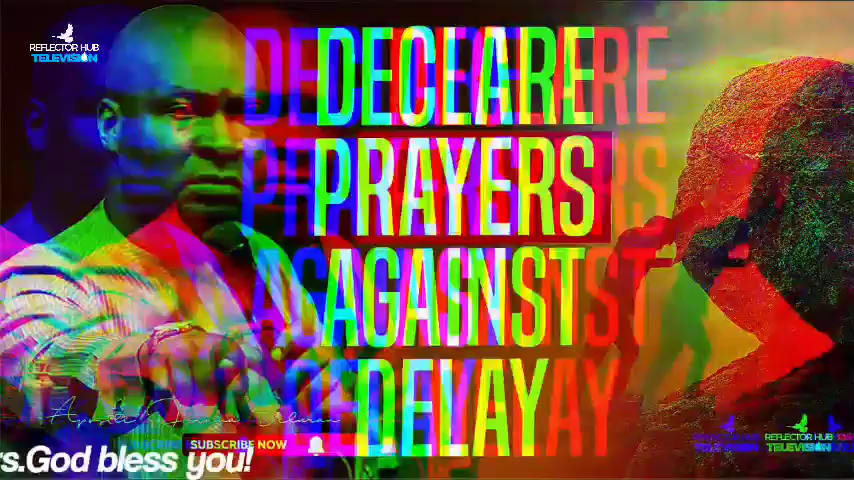 REFLECTOR HUB
TELEVISION
DECLARE
PRAYERS
AGAINST
DELAY
SUBSCRIBE NOW
s.God bless you!
REFLECTOR HUB
TELEVISION